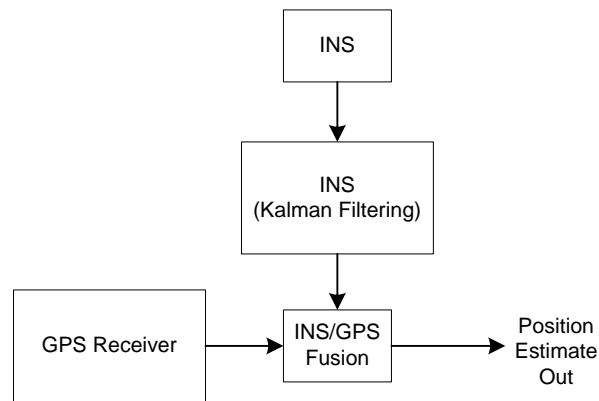 INS
INS
(Kalman Filtering)
GPS Receiver
INS/GPS
Fusion
Position
Estimate
Out